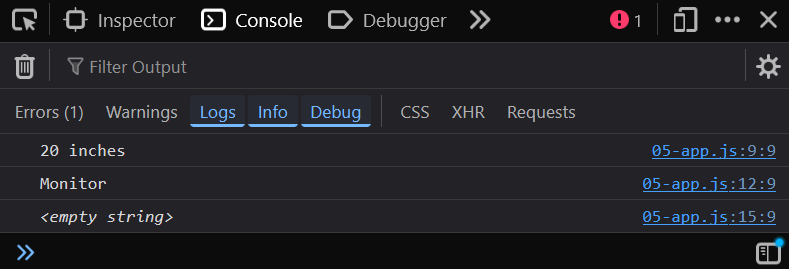 Inspector Console Debugger 1
Filter Output
Errors (1) Warnings Logs Info Debug CSS XHR Requests
20 inches 05-app.js:9:9
Monitor 05-app.js:12:9
<empty string> 05-app.js:15:9